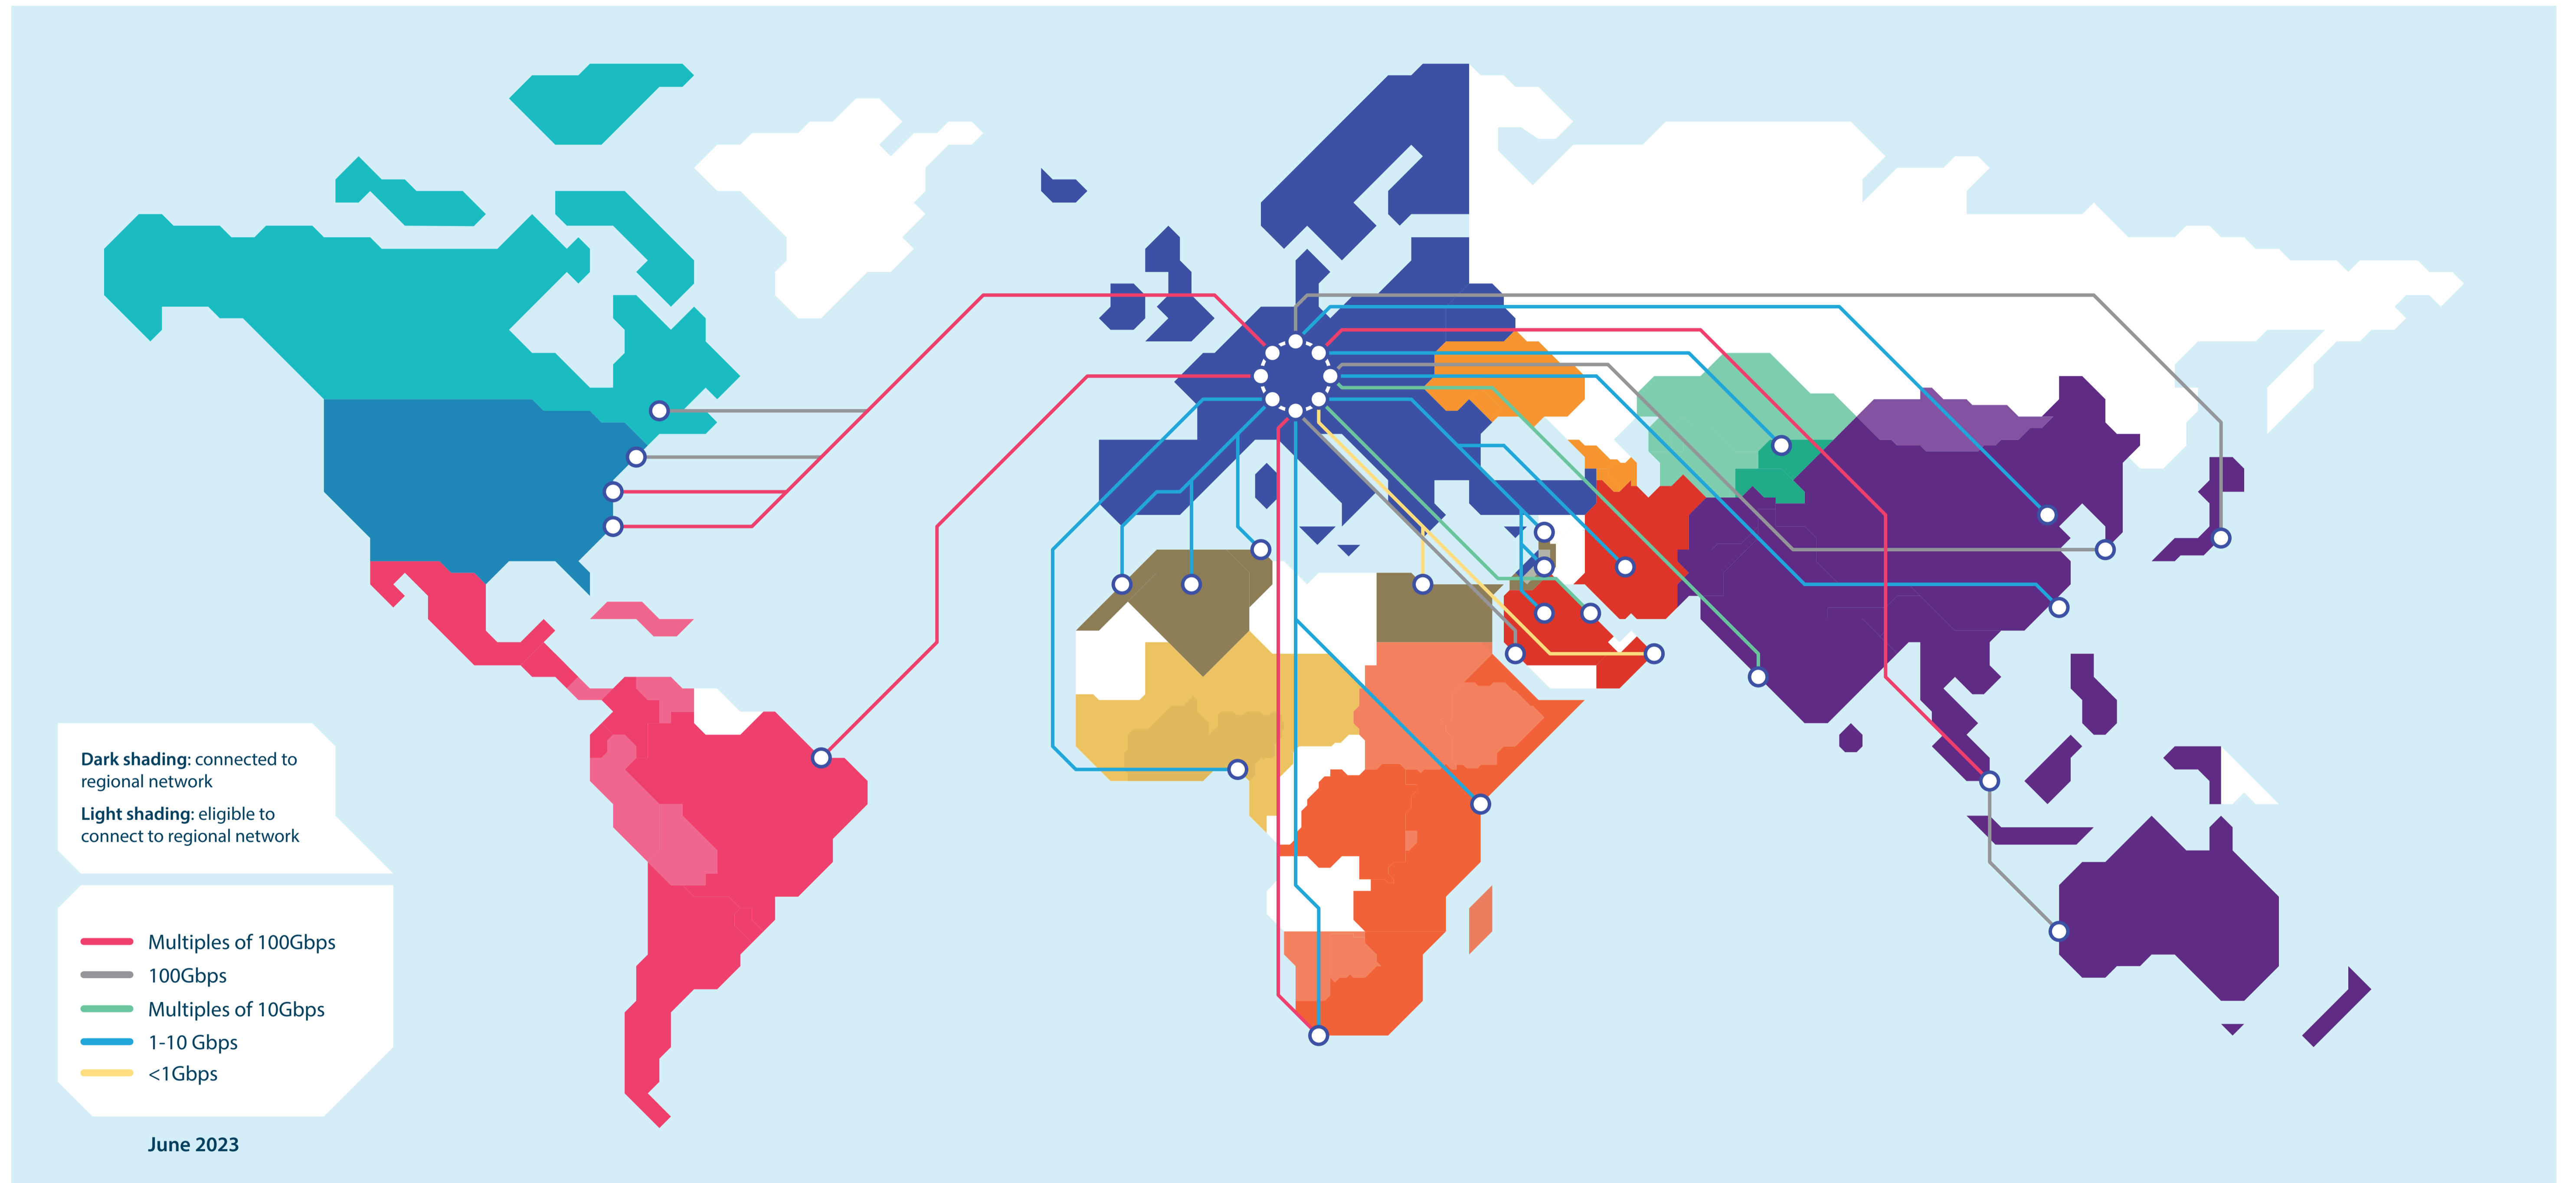 Dark shading: connected to
regional network
Light shading: eligible to
connect to regional network
Multiples of 100Gbps
100Gbps
Multiples of 10Gbps
1-10 Gbps
<1Gbps
June 2023